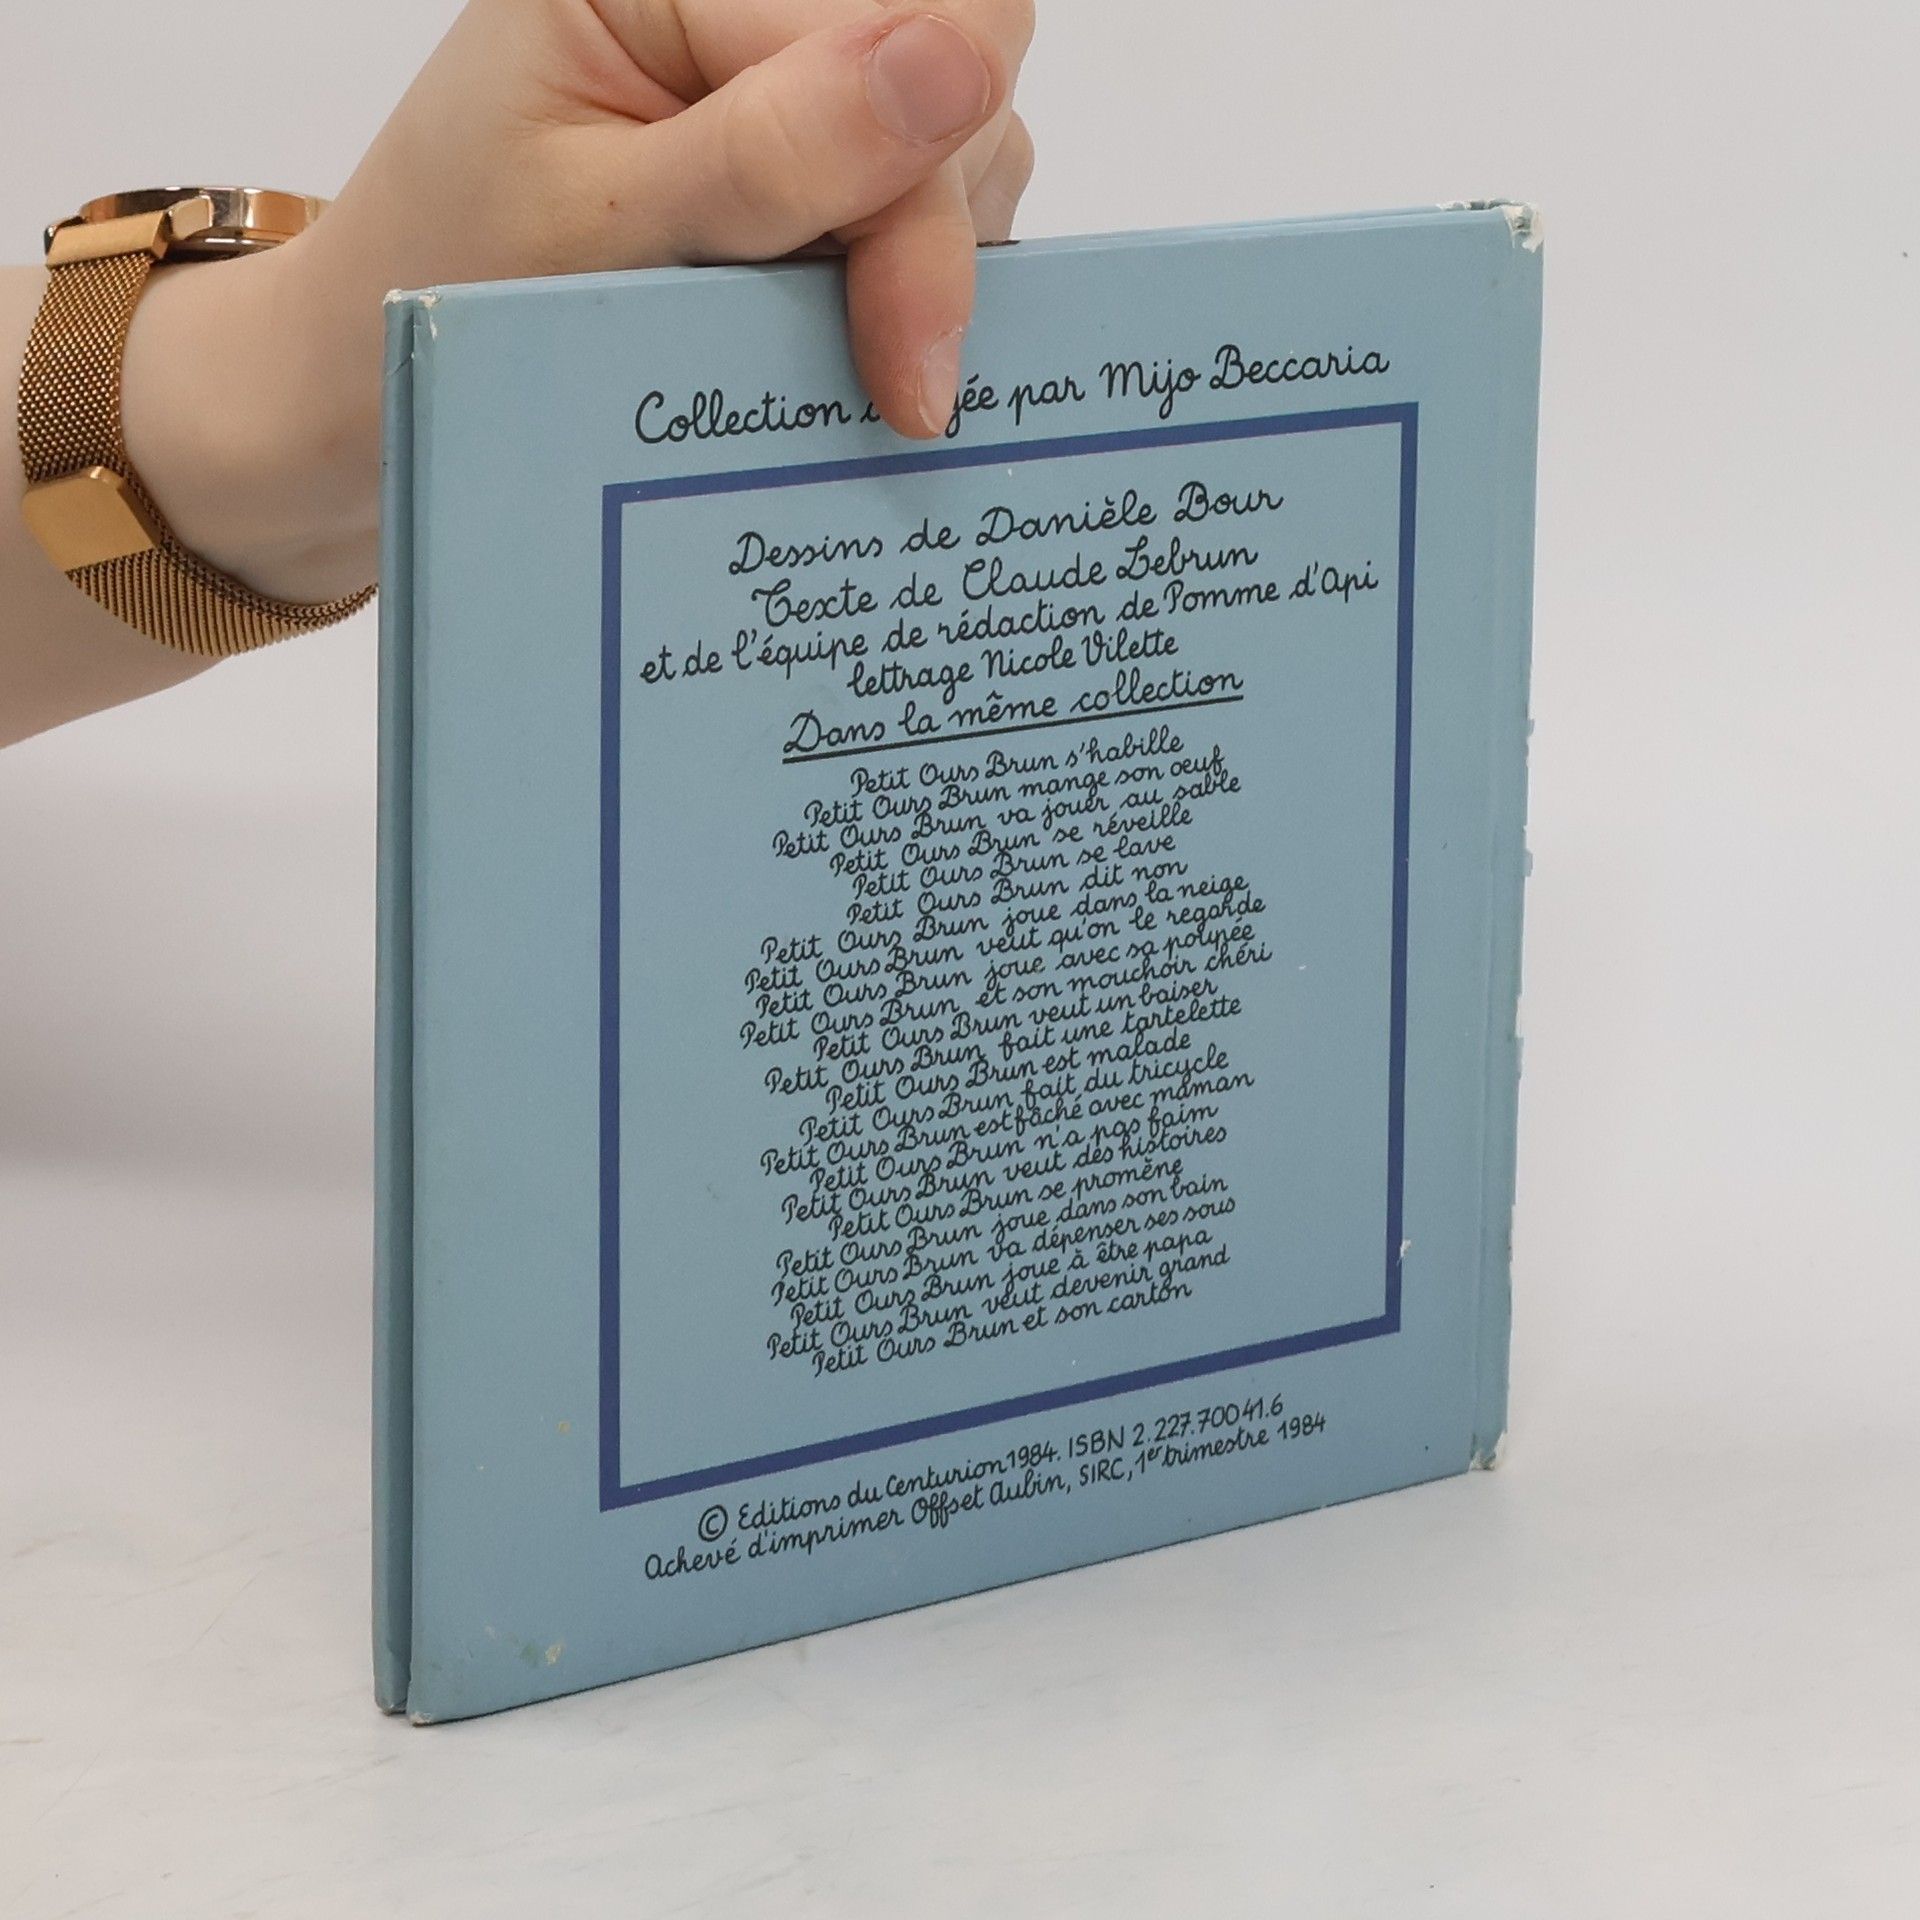 Collection gée par Mijo Beccaria
Dessins de Danièle Bour
Texte de Claude Lebrun
et de l'équipe de rédaction de Pomme d'Api
lettrage Nicole Vilette
Dans la même collection
Petit Ours Brun s'habille
Petit Ours Brun mange son oeuf
Petit Ours Brun va jouer au sable
Petit Ours Brun se réveille
Petit Ours Brun se lave
Petit Ours Brun dit non
Petit Ours Brun joue dans la neige
Petit Ours Brun veut qu'on le regarde
Petit Ours Brun joue avec sa poupée
Petit Ours Brun et son mouchoir chéri
Petit Ours Brun veut un baiser
Petit Ours Brun fait une tartelette
Petit Ours Brun est malade
Petit Ours Brun fait du tricycle
Petit Ours Brun est fâché avec maman
Petit Ours Brun n'a pas faim
Petit Ours Brun veut des histoires
Petit Ours Brun se promène
Petit Ours Brun joue dans son bain
Petit Ours Brun va dépenser ses sous
Petit Ours Brun joue à être papa
Petit Ours Brun veut devenir grand
Petit Ours Brun et son carton
© Editions du Centurion 1984. ISBN 2.227.70041.6
Achevé d'imprimer Offset Aubin, SIRC, 1er trimestre 1984